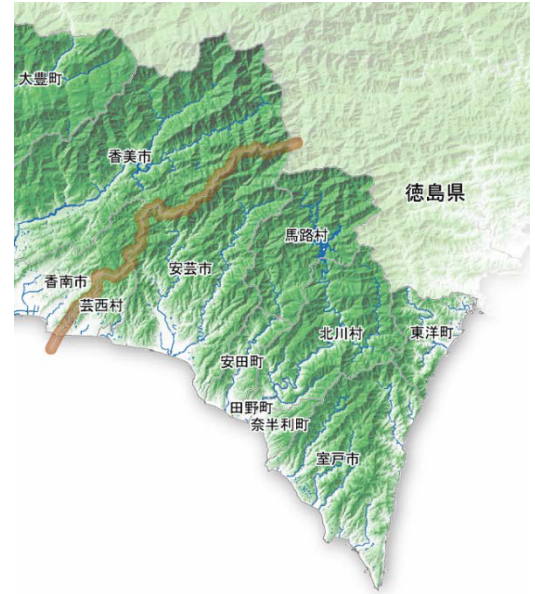 大豊町
香美市
徳島県
馬路村
安芸市
香南市
芸西村
北川村
東洋町
安田町
田野町
奈半利町
室戸市